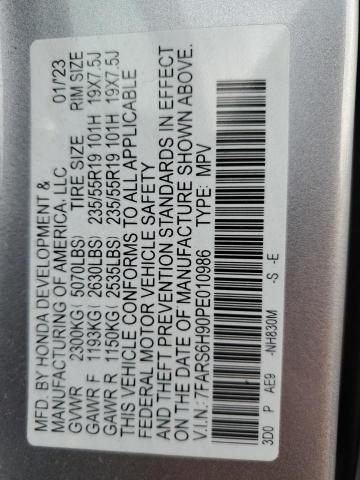 MFD. BY HONDA DEVELOPMENT & 01/23
MANUFACTURING OF AMERICA, LLC
TIRE SIZE RIM SIZE
GVWR 2300KG ( 5070LBS)
GAWR F 1193KG ( 2630LBS) 235/55R19 101H 19X7.5J
GAWR R 1150KG ( 2535LBS) 235/55R19 101H 19X7.5J
THIS VEHICLE CONFORMS TO ALL APPLICABLE
FEDERAL MOTOR VEHICLE SAFETY
AND THEFT PREVENTION STANDARDS IN EFFECT
ON THE DATE OF MANUFACTURE SHOWN ABOVE.
V.I.N.: 7FARS6H90PE010986 TYPE: MPV
3D0 P AE9 -NH830M -S -E